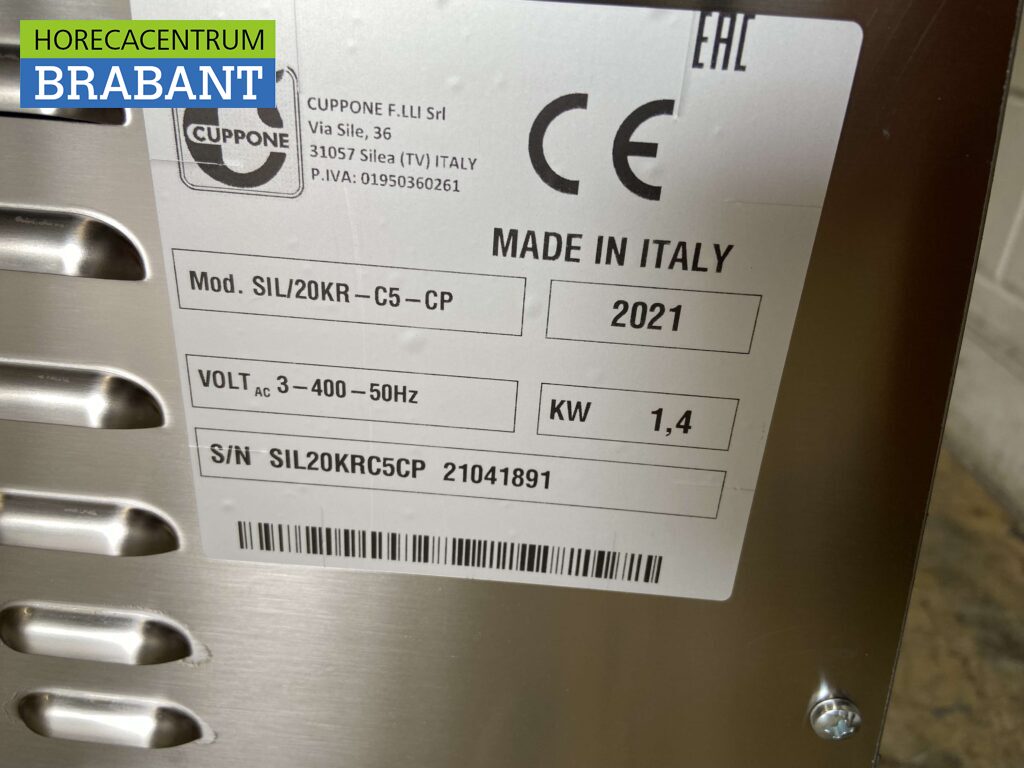 HORECACENTRUM
BRABANT
EAC
CUPPONE
CUPPONE F.LLI Srl
Via Sile, 36
31057 Silea (TV) ITALY
P.IVA: 01950360261
CE
MADE IN ITALY
Mod. SIL/20KR-C5-CP
2021
VOLT AC 3-400-50Hz
KW 1,4
S/N SIL20KRC5CP 21041891